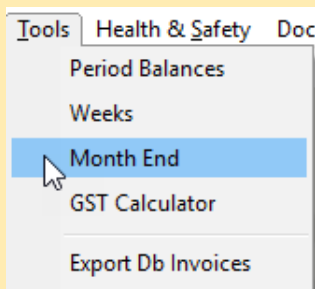 Tools Health & Safety Doc
Period Balances
Weeks
Month End
GST Calculator
Export Db Invoices